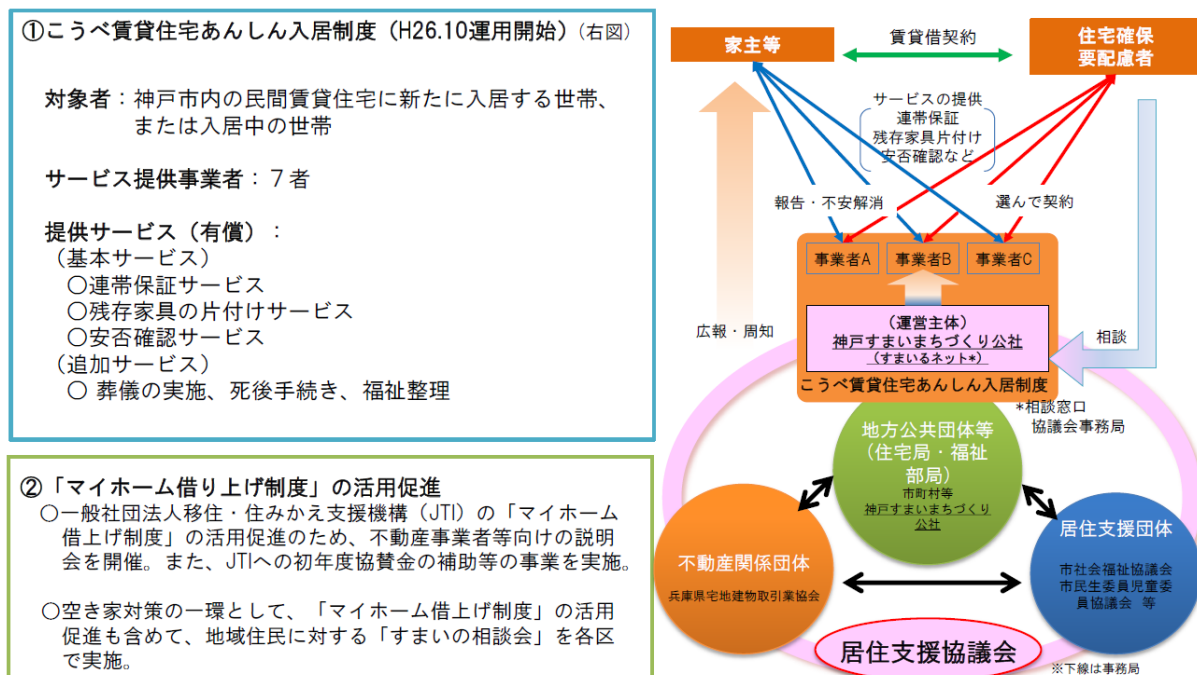 ①こうべ賃貸住宅あんしん入居制度（H26.10運用開始）（右図）
対象者：神戸市内の民間賃貸住宅に新たに入居する世帯、
または入居中の世帯
サービス提供事業者：７者
提供サービス（有償）：
（基本サービス）
○連帯保証サービス
○残存家具の片付けサービス
○安否確認サービス
（追加サービス）
○ 葬儀の実施、死後手続き、福祉整理
②「マイホーム借り上げ制度」の活用促進
○一般社団法人移住・住みかえ支援機構（JTI）の「マイホーム
借上げ制度」の活用促進のため、不動産事業者等向けの説明
会を開催。また、JTIへの初年度協賛金の補助等の事業を実施。
○空き家対策の一環として、「マイホーム借上げ制度」の活用
促進も含めて、地域住民に対する「すまいの相談会」を各区
で実施。
家主等
賃貸借契約
住宅確保
要配慮者
サービスの提供
連帯保証
残存家具片付け
安否確認など
報告・不安解消
選んで契約
事業者A
事業者B
事業者C
広報・周知
（運営主体）
神戸すまいまちづくり公社
（すまいるネット*）
相談
こうべ賃貸住宅あんしん入居制度
*相談窓口
協議会事務局
地方公共団体等
（住宅局・福祉
部局）
市町村等
神戸すまいまちづくり
公社
不動産関係団体
兵庫県宅地建物取引業協会
居住支援団体
市社会福祉協議会
市民生委員児童委
員協議会 等
居住支援協議会
※下線は事務局